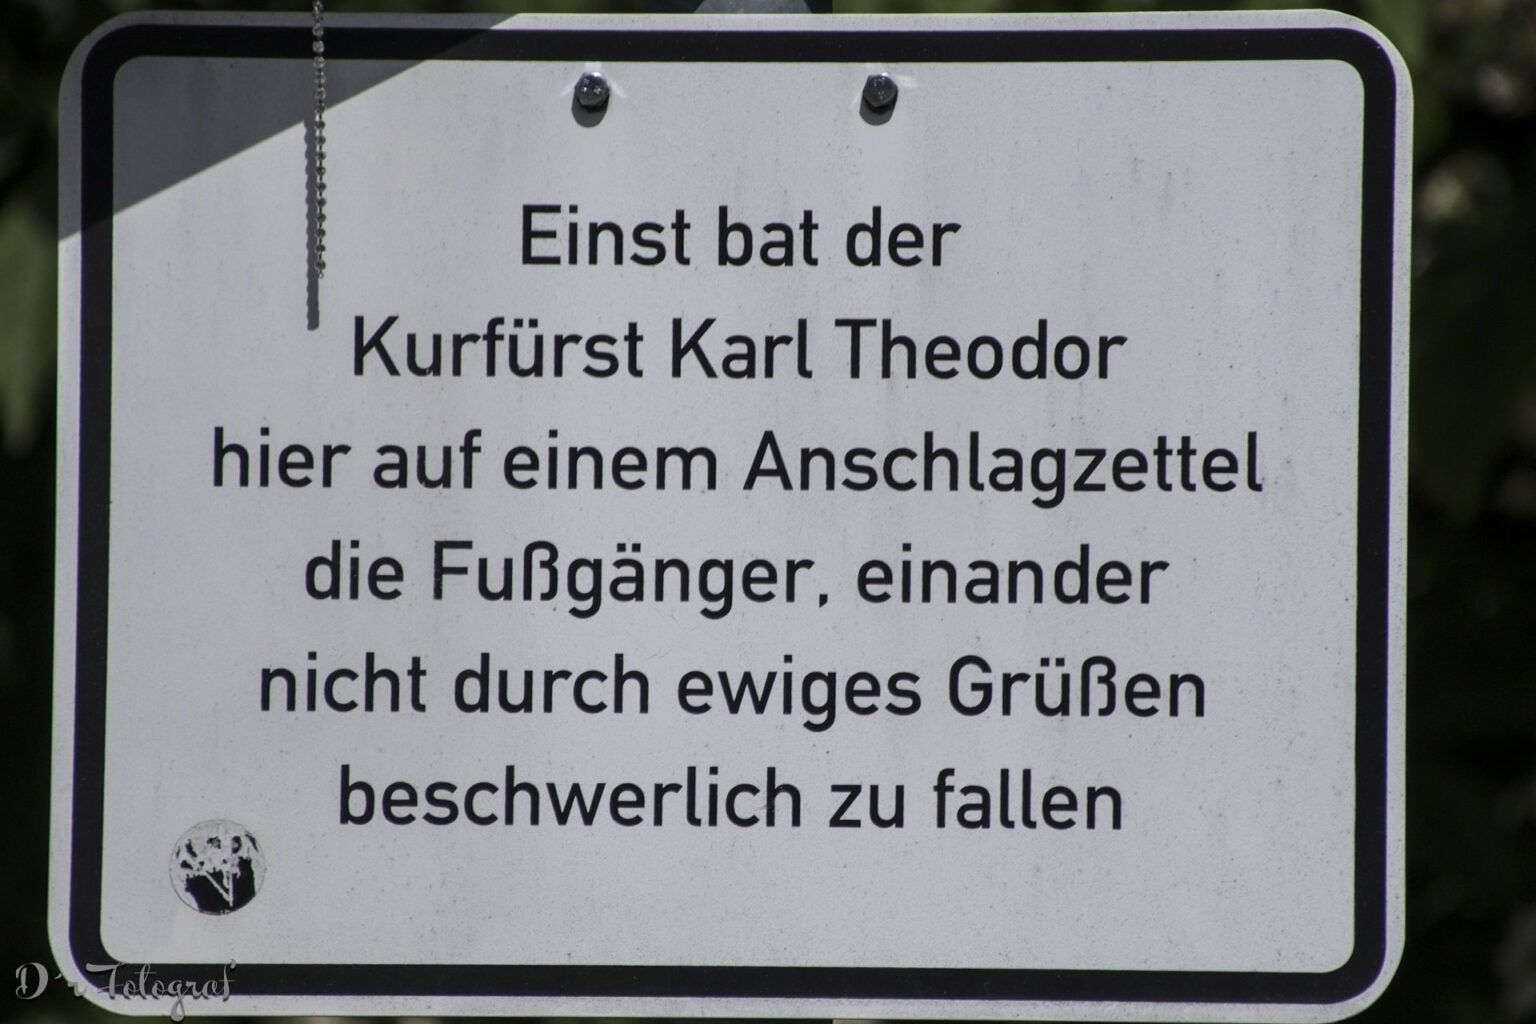 Einst bat der
Kurfürst Karl Theodor
hier auf einem Anschlagzettel
die Fußgänger, einander
nicht durch ewiges Grüßen
beschwerlich zu fallen
D´r Fotograf